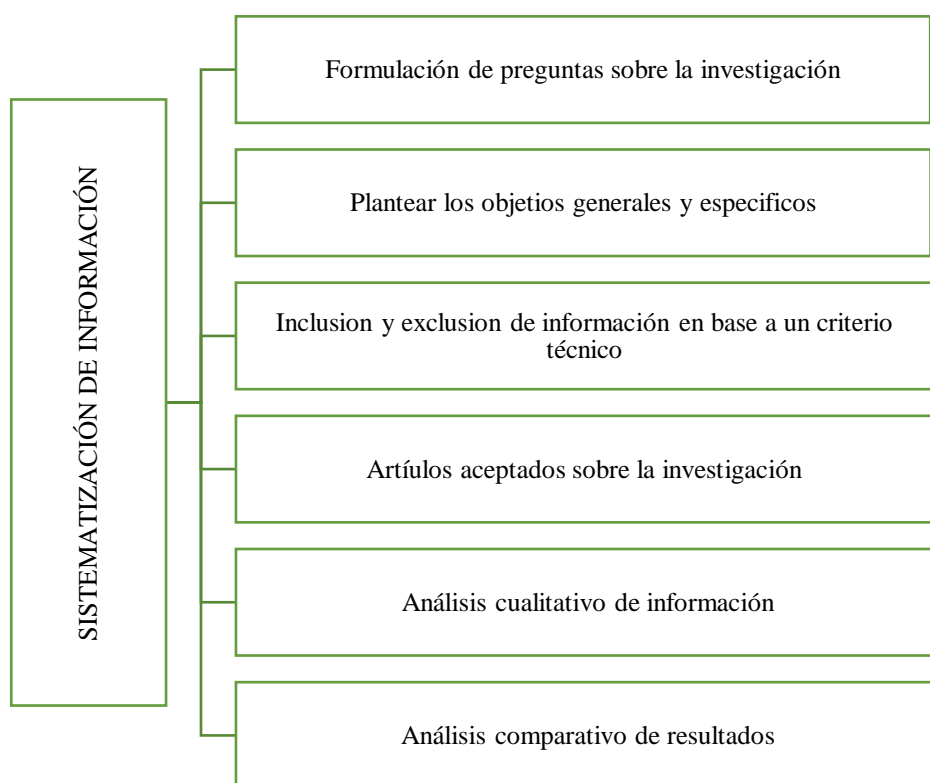 SISTEMATIZACIÓN DE INFORMACIÓN
Formulación de preguntas sobre la investigación
Plantear los objetios generales y especificos
Inclusion y exclusion de información en base a un criterio
técnico
Artíulos aceptados sobre la investigación
Análisis cualitativo de información
Análisis comparativo de resultados